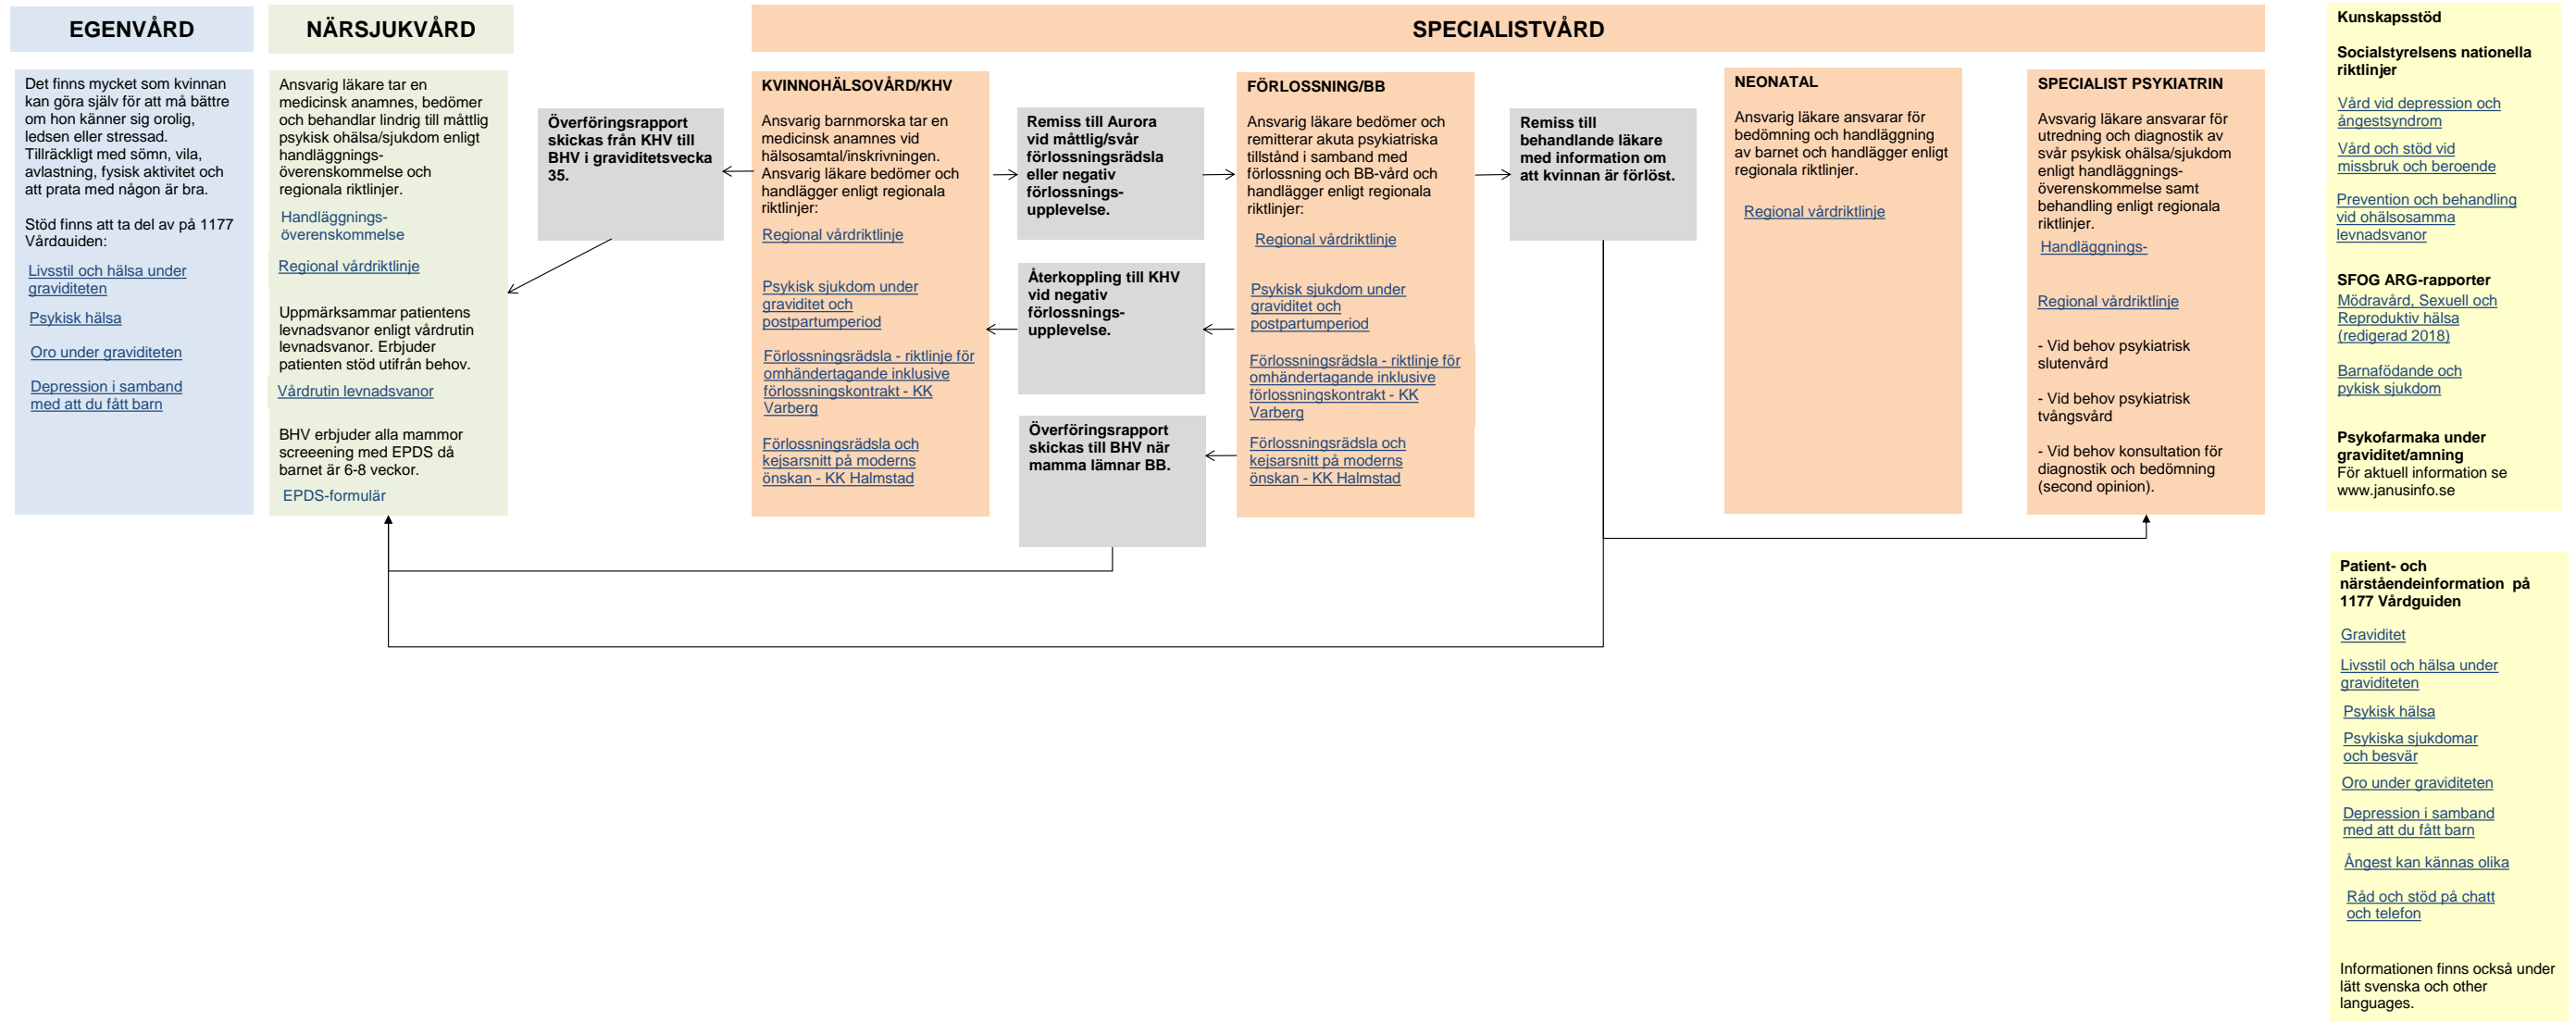 EGENVÅRD
Det finns mycket som kvinnan
kan göra själv för att må bättre
om hon känner sig orolig,
ledsen eller stressad.
Tillräckligt med sömn, vila,
avlastning, fysisk aktivitet och
att prata med någon är bra.
Stöd finns att ta del av på 1177
Vårdguiden:
Livsstil och hälsa under
graviditeten
Psykisk hälsa
Oro under graviditeten
Depression i samband
med att du fått barn
NÄRSJUKVÅRD
Ansvarig läkare tar en
medicinsk anamnes, bedömer
och behandlar lindrig till måttlig
psykisk ohälsa/sjukdom enligt
handläggnings-
överenskommelse och
regionala riktlinjer.
Handläggnings-
överenskommelse
Regional vårdriktlinje
Uppmärksammar patientens
levnadsvanor enligt vårdrutin
levnadsvanor. Erbjuder
patienten stöd utifrån behov.
Vårdrutin levnadsvanor
BHV erbjuder alla mammor
screeening med EPDS då
barnet är 6-8 veckor.
EPDS-formulär
Överföringsrapport
skickas från KHV till
BHV i graviditetsvecka
35.
SPECIALISTVÅRD
KVINNOHÄLSOVÅRD/KHV
Ansvarig barnmorska tar en
medicinsk anamnes vid
hälsosamtal/inskrivningen.
Ansvarig läkare bedömer och
handlägger enligt regionala
riktlinjer:
Regional vårdriktlinje
Psykisk sjukdom under
graviditet och
postpartumperiod
Förlossningsrädsla - riktlinje för
omhändertagande inklusive
förlossningskontrakt - KK
Varberg
Förlossningsrädsla och
kejsarsnitt på moderns
önskan - KK Halmstad
Remiss till Aurora
vid måttlig/svår
förlossningsrädsla
eller negativ
förlossnings-
upplevelse.
Återkoppling till KHV
vid negativ
förlossnings-
upplevelse.
Överföringsrapport
skickas till BHV när
mamma lämnar BB.
FÖRLOSSNING/BB
Ansvarig läkare bedömer och
remitterar akuta psykiatriska
tillstånd i samband med
förlossning och BB-vård och
handlägger enligt regionala
riktlinjer:
Regional vårdriktlinje
Psykisk sjukdom under
graviditet och
postpartumperiod
Förlossningsrädsla - riktlinje för
omhändertagande inklusive
förlossningskontrakt - KK
Varberg
Förlossningsrädsla och
kejsarsnitt på moderns
önskan - KK Halmstad
Remiss till
behandlande läkare
med information om
att kvinnan är förlöst.
NEONATAL
Ansvarig läkare ansvarar för
bedömning och handläggning
av barnet och handlägger enligt
regionala riktlinjer.
Regional vårdriktlinje
SPECIALIST PSYKIATRIN
Avsvarig läkare ansvarar för
utredning och diagnostik av
svår psykisk ohälsa/sjukdom
enligt handläggnings-
överenskommelse samt
behandling enligt regionala
riktlinjer.
Handläggnings-
Regional vårdriktlinje
- Vid behov psykiatrisk
slutenvård
- Vid behov psykiatrisk
tvångsvård
- Vid behov konsultation för
diagnostik och bedömning
(second opinion).
Kunskapsstöd
Socialstyrelsens nationella
riktlinjer
Vård vid depression och
ångestsyndrom
Vård och stöd vid
missbruk och beroende
Prevention och behandling
vid ohälsosamma
levnadsvanor
SFOG ARG-rapporter
Mödravård, Sexuell och
Reproduktiv hälsa
(redigerad 2018)
Barnafödande och
pykisk sjukdom
Psykofarmaka under
graviditet/amning
För aktuell information se
www.janusinfo.se
Patient- och
närståendeinformation på
1177 Vårdguiden
Graviditet
Livsstil och hälsa under
graviditeten
Psykisk hälsa
Psykiska sjukdomar
och besvär
Oro under graviditeten
Depression i samband
med att du fått barn
Ångest kan kännas olika
Råd och stöd på chatt
och telefon
Informationen finns också under
lätt svenska och other
languages.